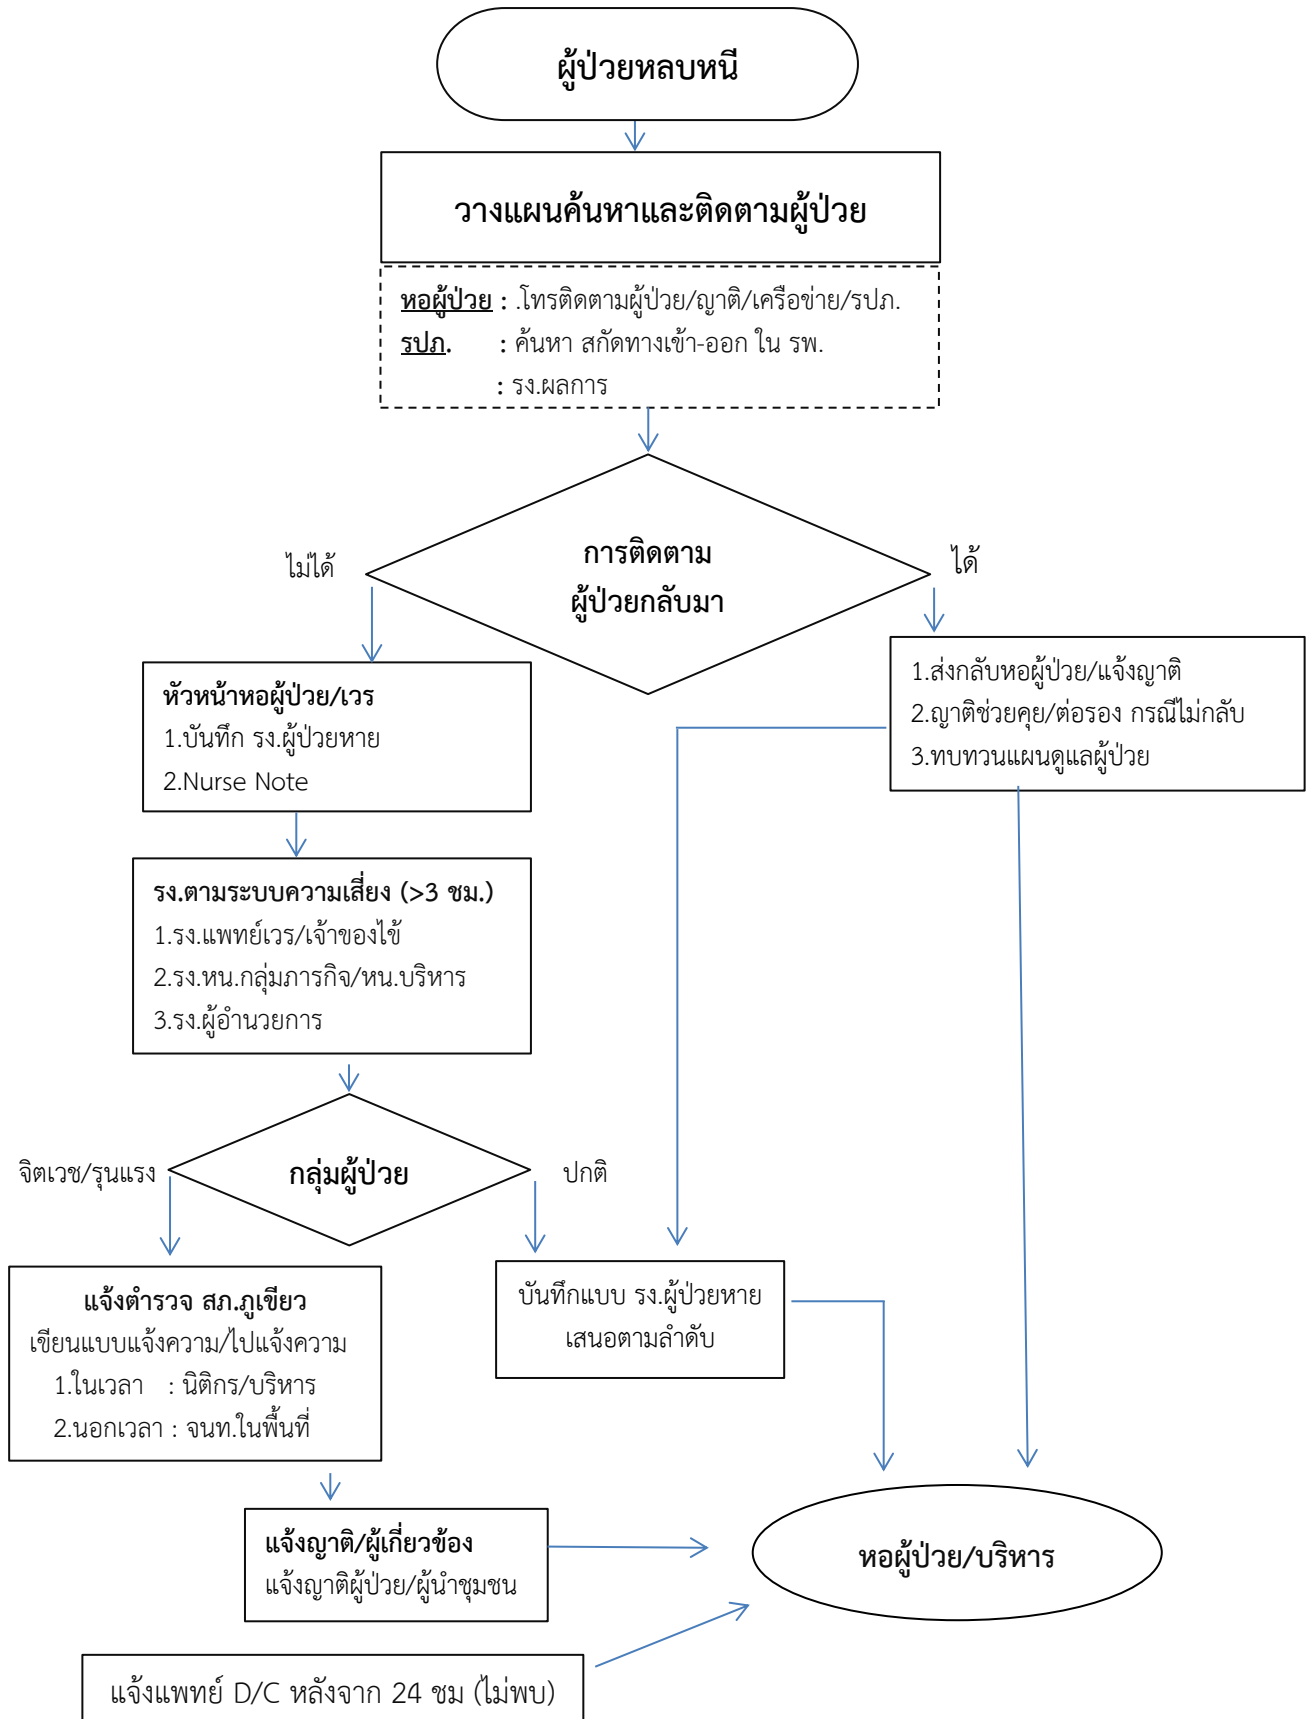 ผู้ป่วยหลบหนี
วางแผนค้นหาและติดตามผู้ป่วย
หอผู้ป่วย : .โทรติดตามผู้ป่วย/ญาติ/เครือข่าย/รปภ.
รปภ. : ค้นหา สกัดทางเข้า-ออก ใน รพ.
: รง.ผลการ
การติดตาม
ผู้ป่วยกลับมา
ไม่ได้
ได้
หัวหน้าหอผู้ป่วย/เวร
1.บันทึก รง.ผู้ป่วยหาย
2.Nurse Note
1.ส่งกลับหอผู้ป่วย/แจ้งญาติ
2.ญาติช่วยคุย/ต่อรอง กรณีไม่กลับ
3.ทบทวนแผนดูแลผู้ป่วย
รง.ตามระบบความเสี่ยง (>3 ชม.)
1.รง.แพทย์เวร/เจ้าของไข้
2.รง.หน.กลุ่มภารกิจ/หน.บริหาร
3.รง.ผู้อำนวยการ
กลุ่มผู้ป่วย
จิตเวช/รุนแรง
ปกติ
แจ้งตำรวจ สภ.ภูเขียว
เขียนแบบแจ้งความ/ไปแจ้งความ
1.ในเวลา : นิติกร/บริหาร
2.นอกเวลา : จนท.ในพื้นที่
บันทึกแบบ รง.ผู้ป่วยหาย
เสนอตามลำดับ
แจ้งญาติ/ผู้เกี่ยวข้อง
แจ้งญาติผู้ป่วย/ผู้นำชุมชน
หอผู้ป่วย/บริหาร
แจ้งแพทย์ D/C หลังจาก 24 ชม (ไม่พบ)